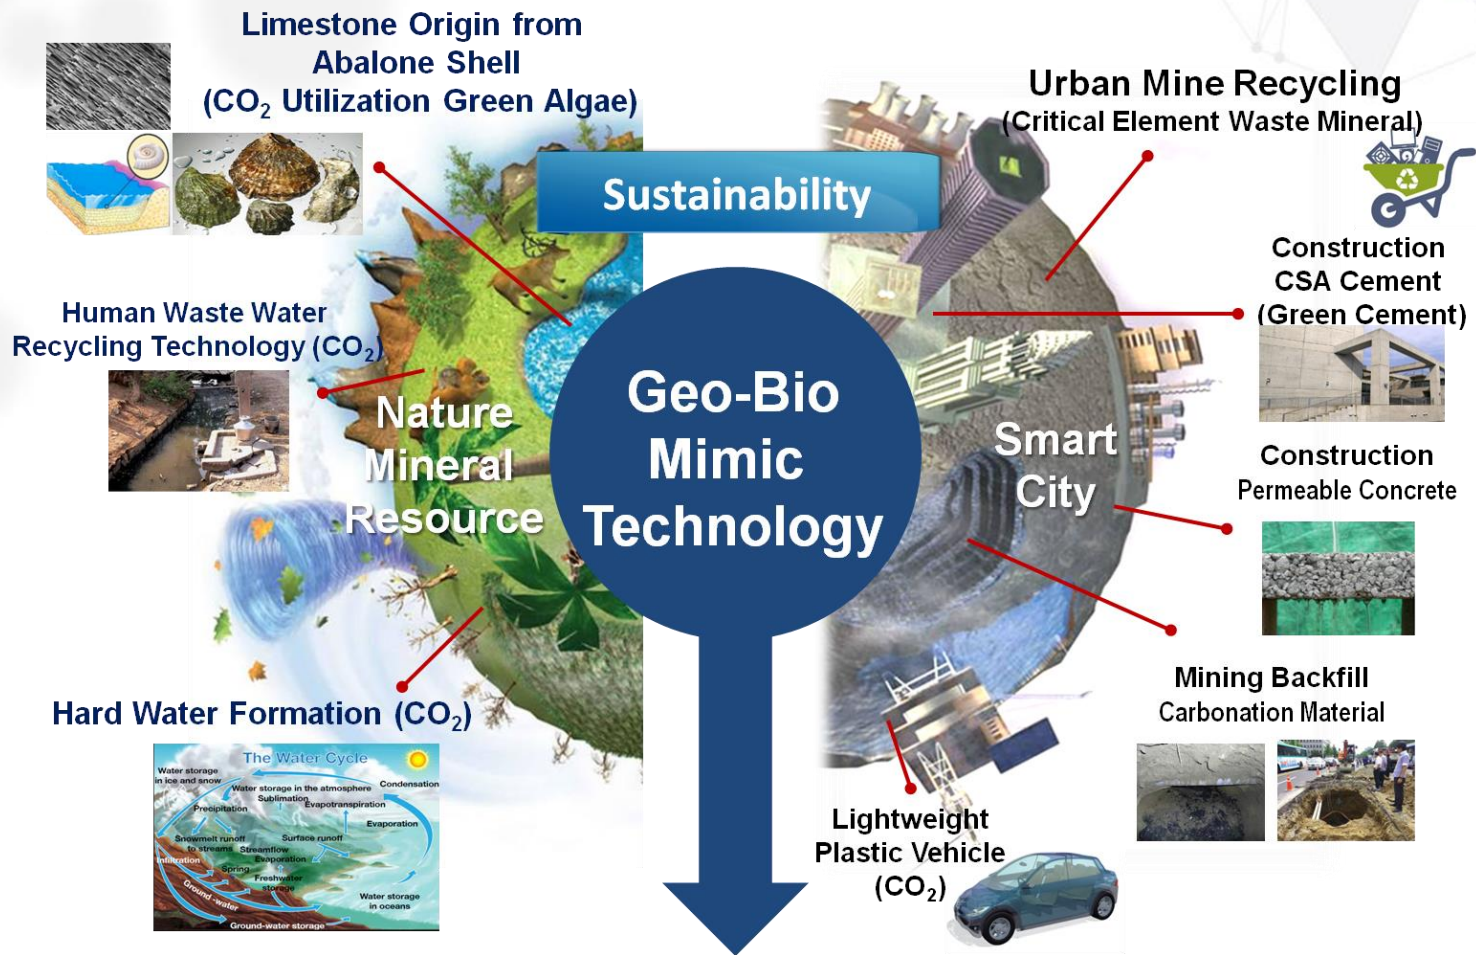 Limestone Origin from
Abalone Shell
(CO₂ Utilization Green Algae)
Urban Mine Recycling
(Critical Element Waste Mineral)
Sustainability
Construction
CSA Cement
(Green Cement)
Human Waste Water
Recycling Technology (CO₂)
Nature
Mineral
Resource
Geo-Bio
Mimic
Technology
Smart
City
Construction
Permeable Concrete
Mining Backfill
Carbonation Material
Hard Water Formation (CO₂)
The Water Cycle
Water storage
in ice and snow
Water storage in the atmosphere
Condensation
Sublimation
Evapotranspiration
Precipitation
Evaporation
Snowmelt runoff
to streams
Surface runoff
Streamflow
Evaporation
Infiltration
Spring
Freshwater
storage
Ground-water
Water storage
in oceans
Ground-water storage
Lightweight
Plastic Vehicle
(CO₂)